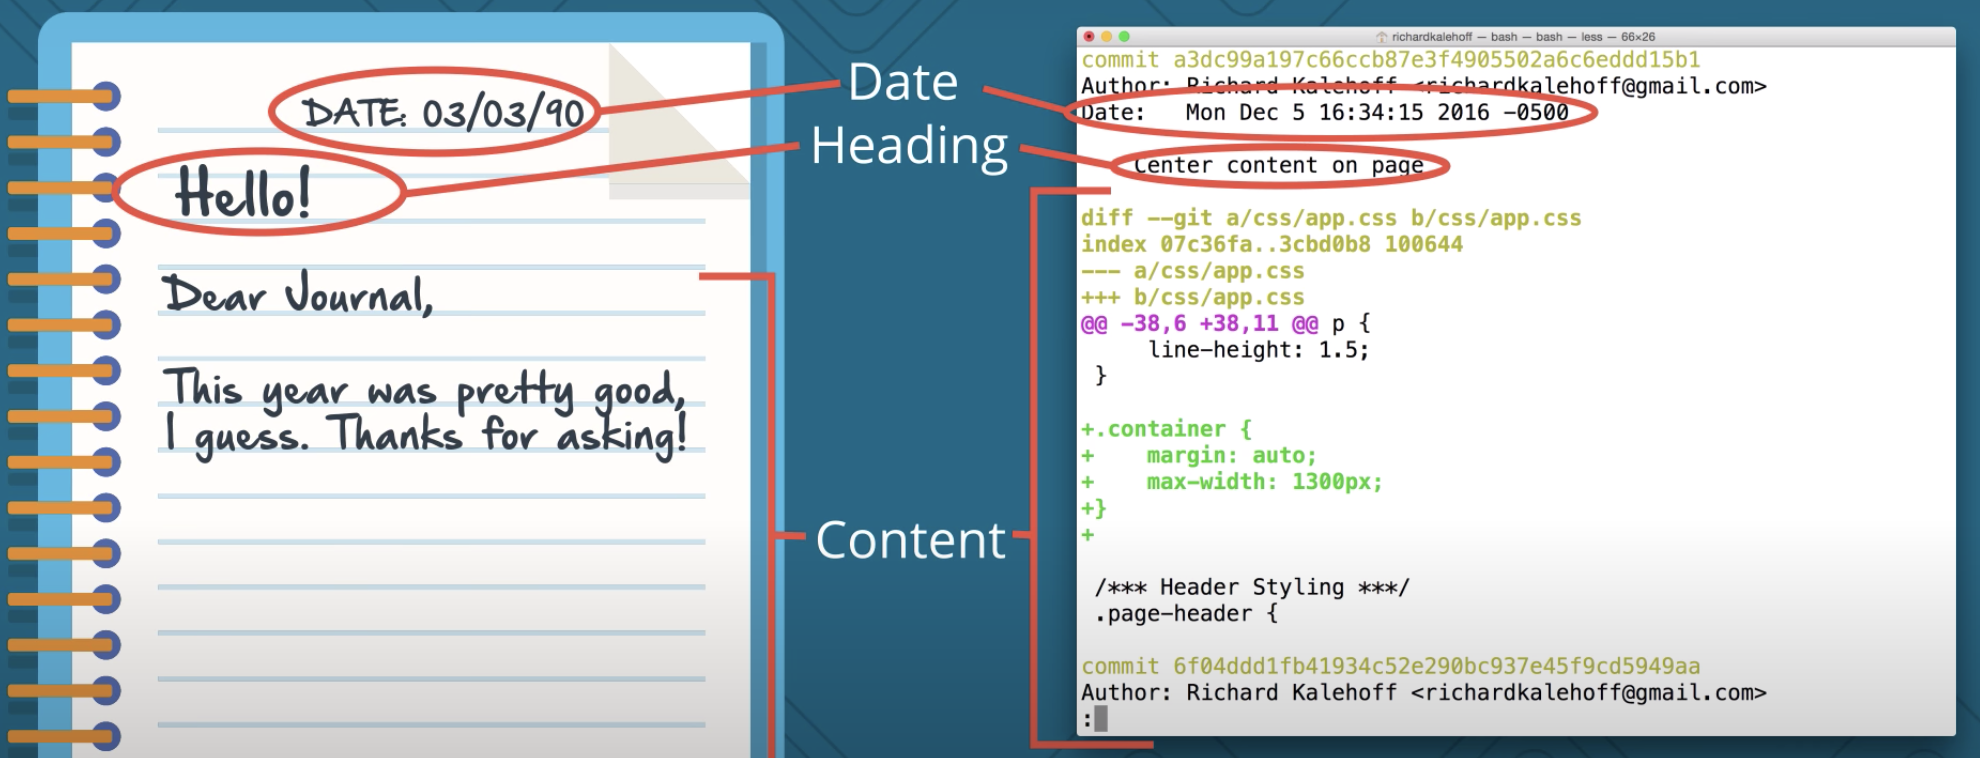 DATE: 03/03/90
Hello!
Dear Journal,
This year was pretty good,
I guess. Thanks for asking!
Date
Heading
Content
richardkalehoff — bash — bash — less — 66×26
commit a3dc99a197c66ccb87e3f4905502a6c6eddd15b1
Author: Richard Kalehoff <richardkalehoff@gmail.com>
Date:   Mon Dec 5 16:34:15 2016 -0500
Center content on page
diff --git a/css/app.css b/css/app.css
index 07c36fa..3cbd0b8 100644
--- a/css/app.css
+++ b/css/app.css
@@ -38,6 +38,11 @@ p {
     line-height: 1.5;
 }
+.container {
+    margin: auto;
+    max-width: 1300px;
+}
+
 /*** Header Styling ***/
 .page-header {
commit 6f04ddd1fb41934c52e290bc937e45f9cd5949aa
Author: Richard Kalehoff <richardkalehoff@gmail.com>
: